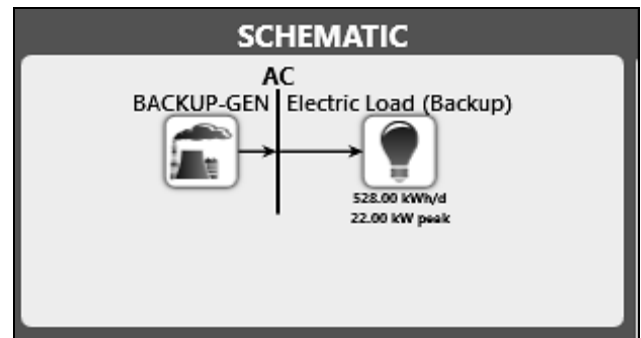 SCHEMATIC
AC
BACKUP-GEN Electric Load (Backup)
528.00 kWh/d
22.00 kW peak